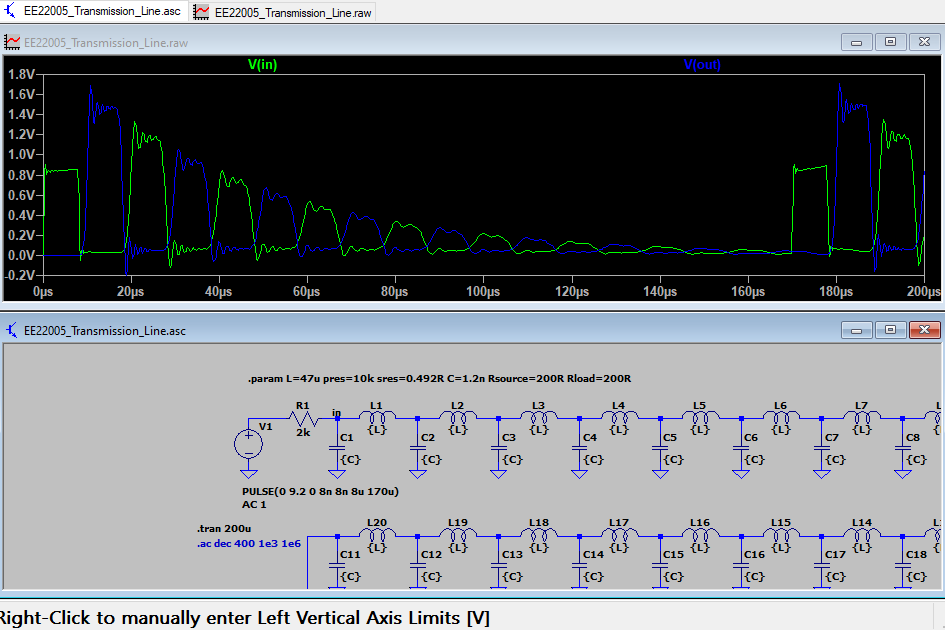 EE22005_Transmission_Line.asc EE22005_Transmission_Line.raw
EE22005_Transmission_Line.raw
V(in) V(out)
1.8V
1.6V
1.4V
1.2V
1.0V
0.8V
0.6V
0.4V
0.2V
0.0V
-0.2V
0µs 20µs 40µs 60µs 80µs 100µs 120µs 140µs 160µs 180µs 200µs
EE22005_Transmission_Line.asc
.param L=47u pres=10k sres=0.492R C=1.2n Rsource=200R Rload=200R
R1 in L1 L2 L3 L4 L5 L6 L7
V1 2k {L} {L} {L} {L} {L} {L} {L}
C1 C2 C3 C4 C5 C6 C7 C8
{C} {C} {C} {C} {C} {C} {C} {C}
PULSE(0 9.2 0 8n 8n 8u 170u)
AC 1
.tran 200u
.ac dec 400 1e3 1e6
L20 L19 L18 L17 L16 L15 L14
{L} {L} {L} {L} {L} {L} {L}
C11 C12 C13 C14 C15 C16 C17 C18
{C} {C} {C} {C} {C} {C} {C} {C}
Right-Click to manually enter Left Vertical Axis Limits [V]